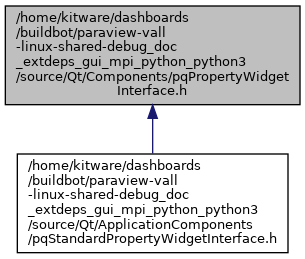 /home/kitware/dashboards
/buildbot/paraview-vall
-linux-shared-debug_doc
_extdeps_gui_mpi_python_python3
/source/Qt/Components/pqPropertyWidget
Interface.h
/home/kitware/dashboards
/buildbot/paraview-vall
-linux-shared-debug_doc
_extdeps_gui_mpi_python_python3
/source/Qt/ApplicationComponents
/pqStandardPropertyWidgetInterface.h